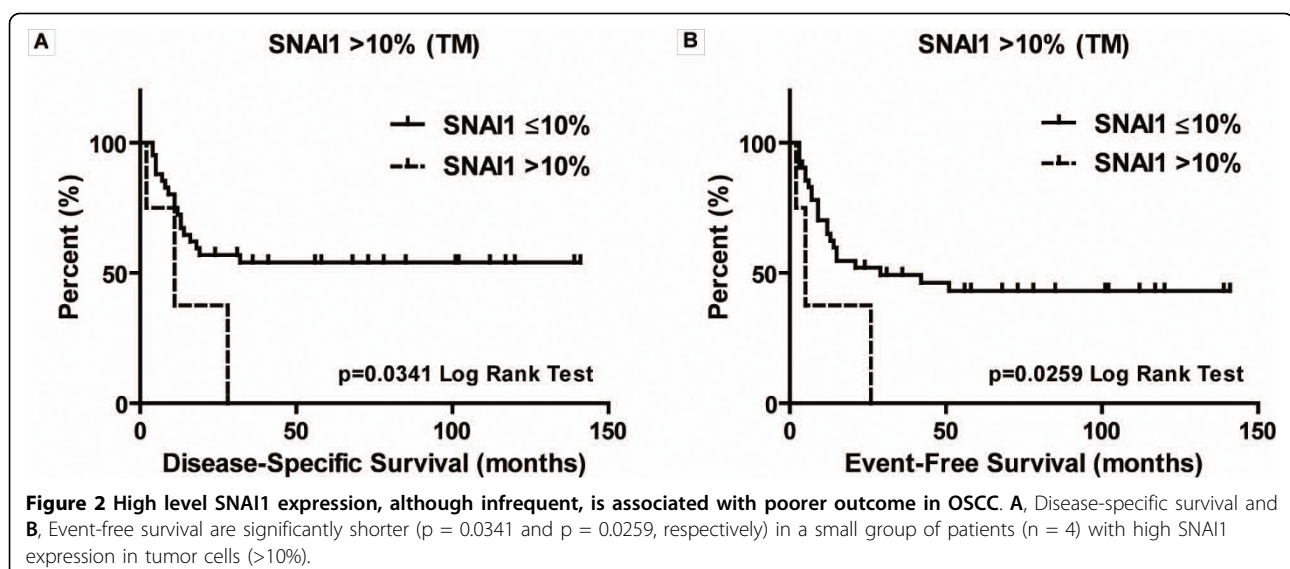 A
SNAI1 >10% (TM)
SNAI1 ≤10%
SNAI1 >10%
100
50
0
Percent (%)
p=0.0341 Log Rank Test
0 50 100 150
Disease-Specific Survival (months)
B
SNAI1 >10% (TM)
SNAI1 ≤10%
SNAI1 >10%
100
50
0
Percent (%)
p=0.0259 Log Rank Test
0 50 100 150
Event-Free Survival (months)
Figure 2 High level SNAI1 expression, although infrequent, is associated with poorer outcome in OSCC. A, Disease-specific survival and
B, Event-free survival are significantly shorter (p = 0.0341 and p = 0.0259, respectively) in a small group of patients (n = 4) with high SNAI1
expression in tumor cells (>10%).